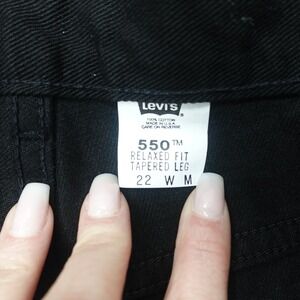 Levi's
100% COTTON
MADE IN U.S.A.
CARE ON REVERSE
550™
RELAXED FIT
TAPERED LEG
22 W M